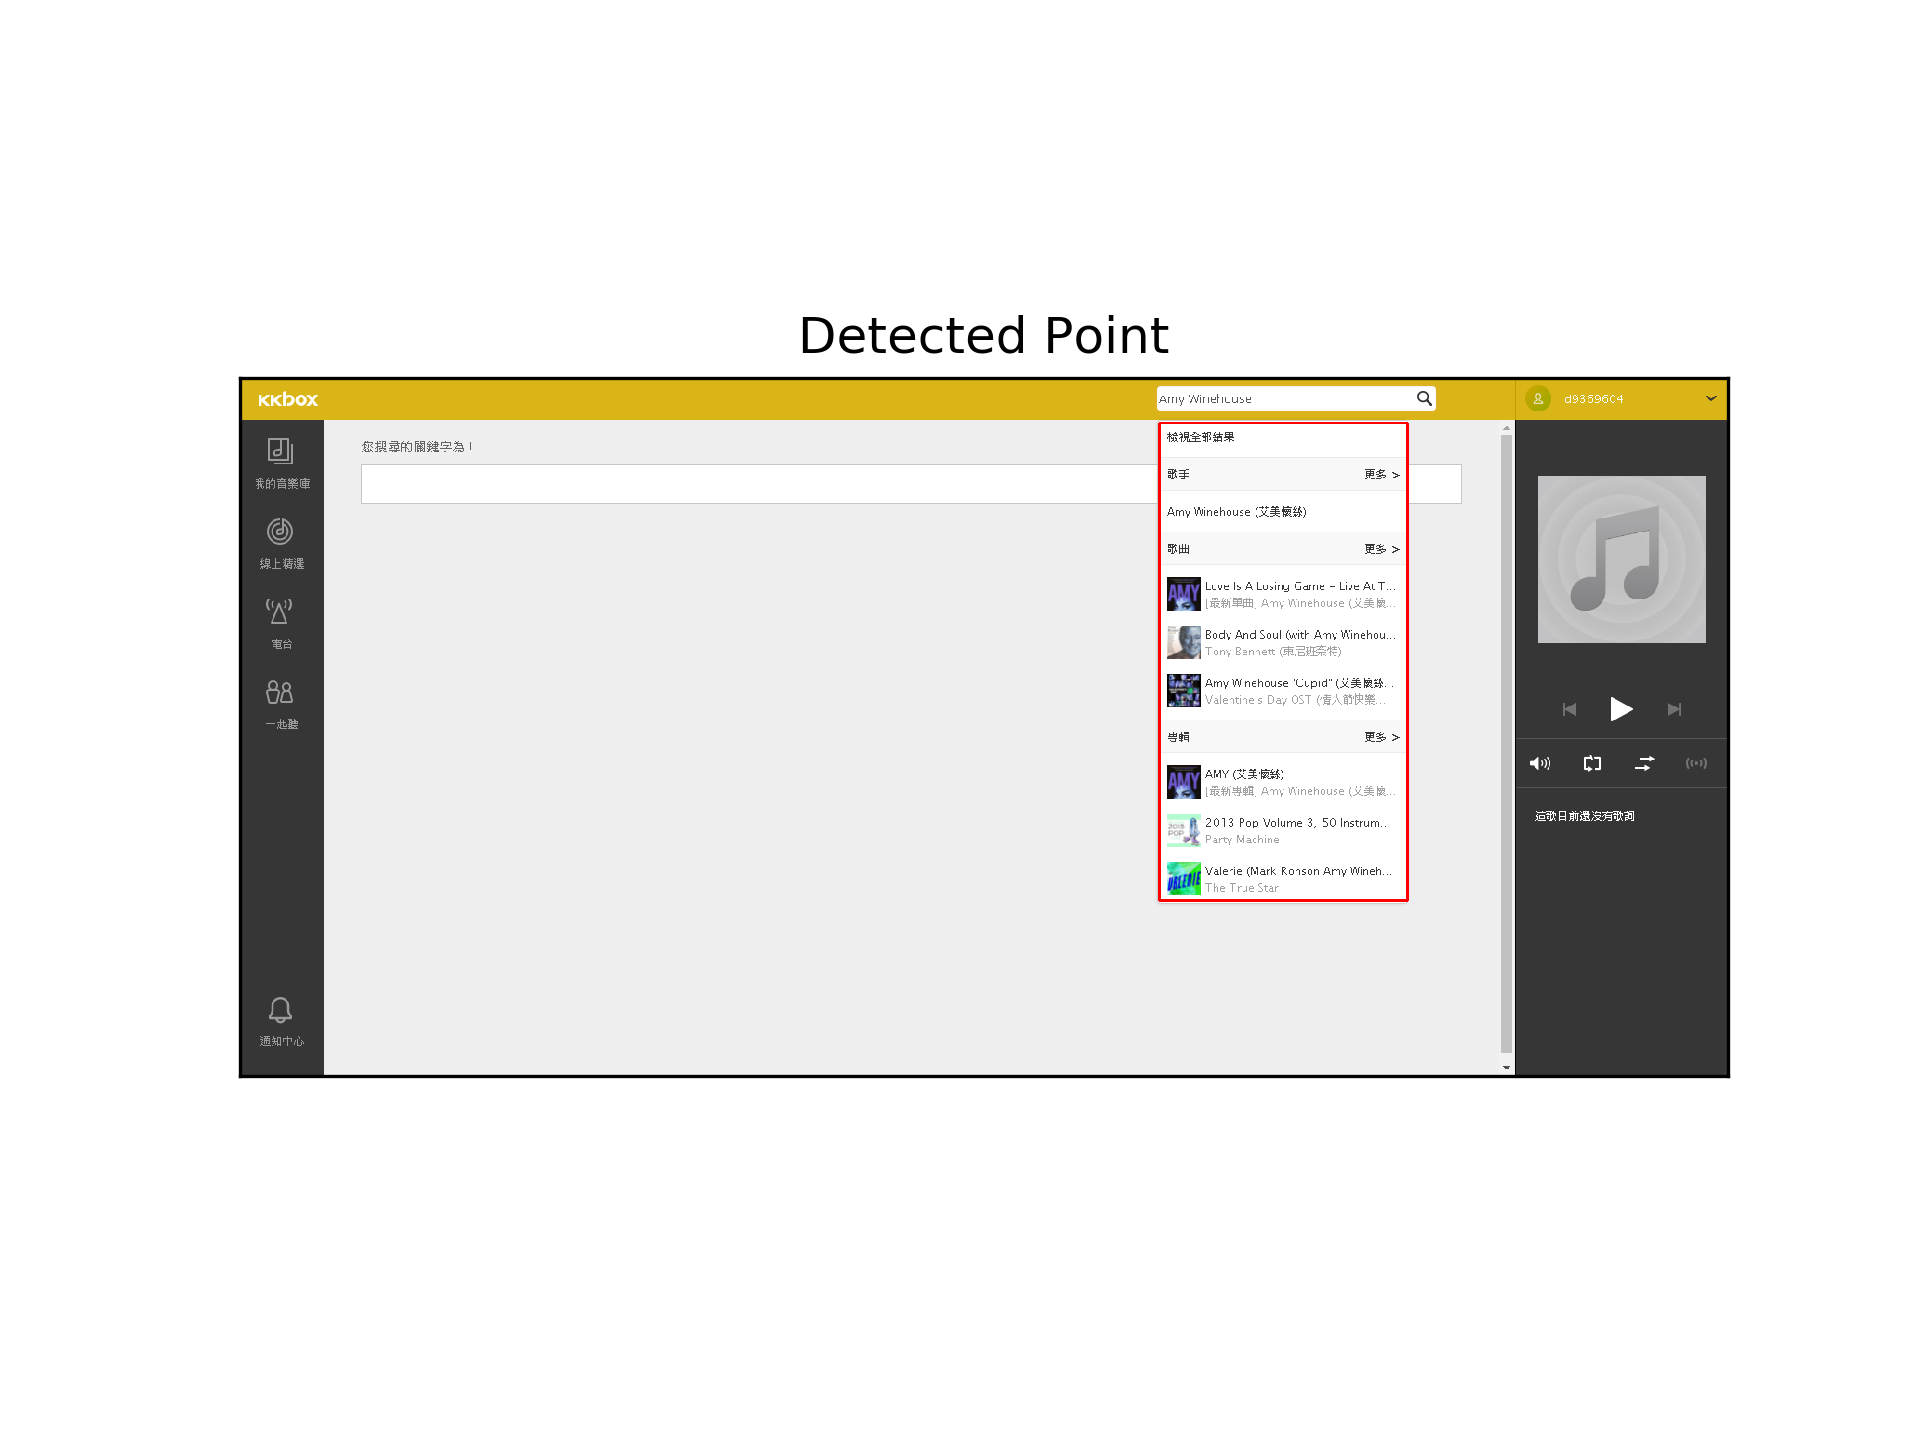 Detected Point
KKBOX
Amy Winehouse
d9359604
我的音樂庫
線上精選
電台
一起聽
通知中心
您搜尋的關鍵字為！
檢視全部結果
歌手 更多 >
Amy Winehouse (艾美懷絲)
歌曲 更多 >
Love Is A Losing Game - Live At T...
[最新單曲] Amy Winehouse (艾美懷...
Body And Soul (with Amy Winehou...
Tony Bennett (東尼班奈特)
Amy Winehouse "Cupid" (艾美懷絲...
Valentine's Day OST (情人節快樂...
專輯 更多 >
AMY (艾美懷絲)
[最新專輯] Amy Winehouse (艾美懷...
2013 Pop Volume 3, 50 Instrum...
Party Machine
Valerie (Mark Ronson Amy Wineh...
The True Star
這歌目前還沒有歌詞
AMY
AMY
2013
POP
VALERIE